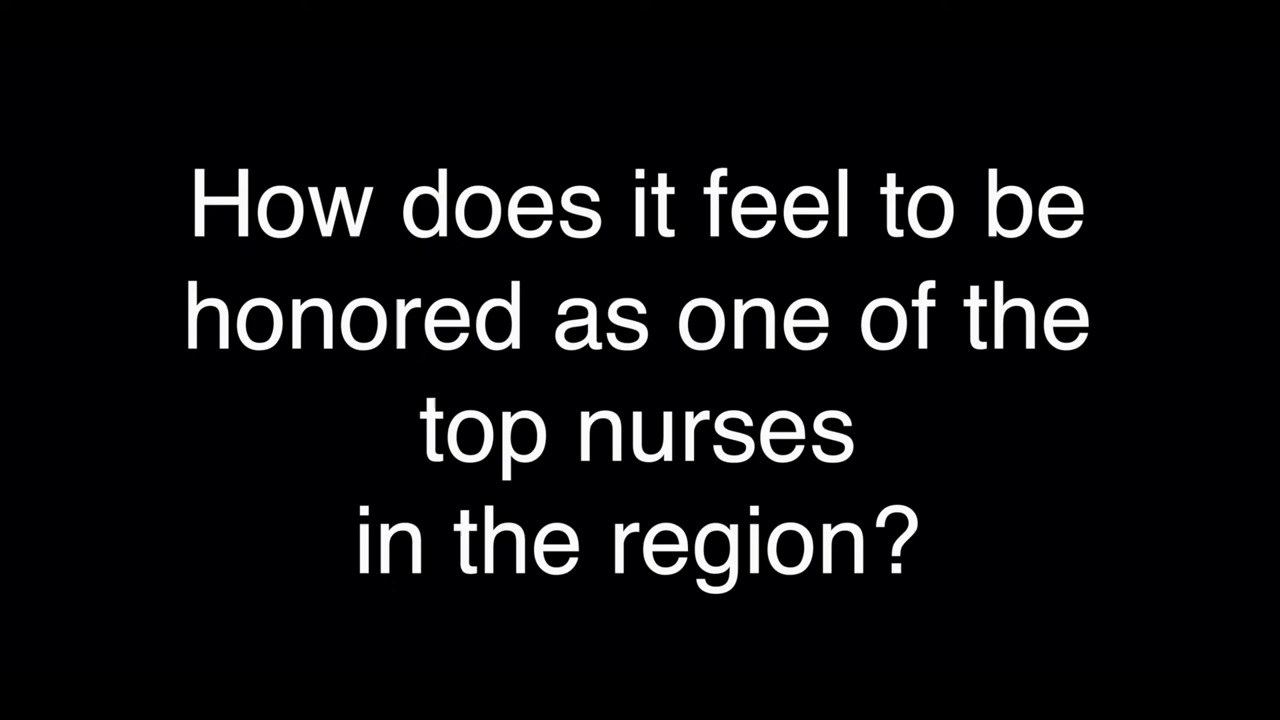 How does it feel to be
honored as one of the
top nurses
in the region?